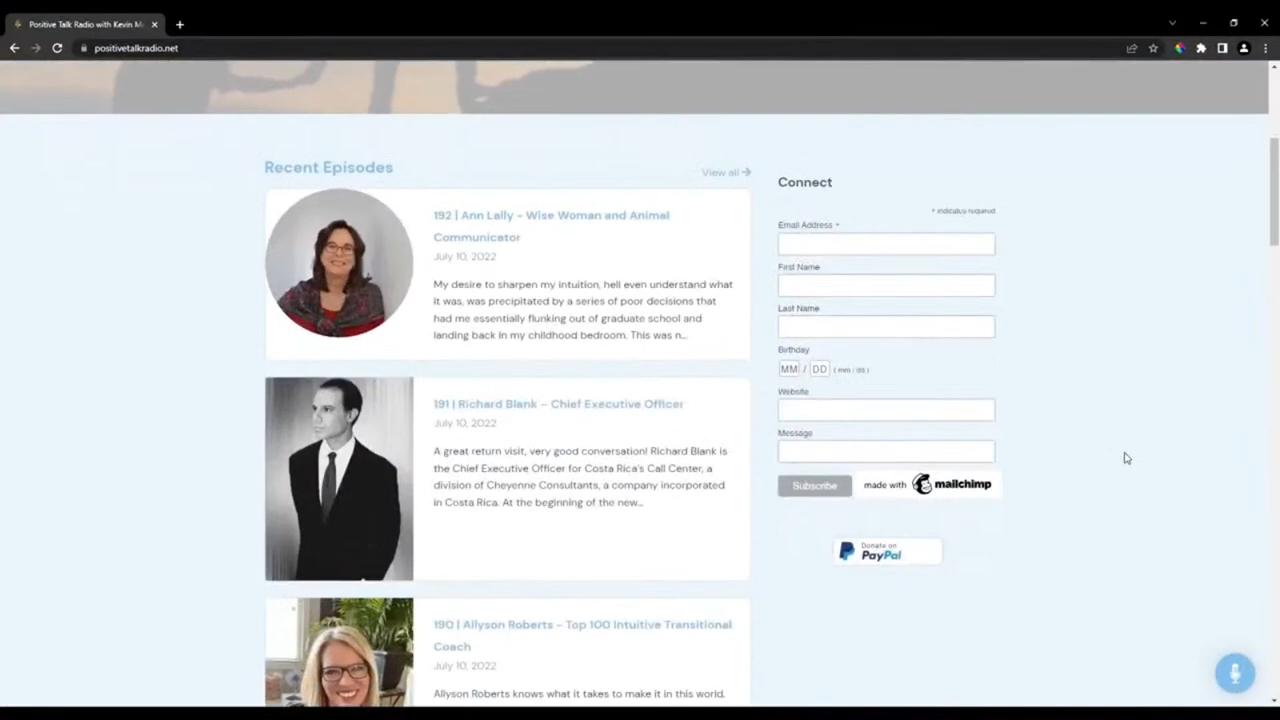 Positive Talk Radio with Kevin M
positivetalkradio.net
Recent Episodes
View all
192 | Ann Lally - Wise Woman and Animal
Communicator
July 10, 2022
My desire to sharpen my intuition, hell even understand what
it was, was precipitated by a series of poor decisions that
had me essentially flunking out of graduate school and
landing back in my childhood bedroom. This was n...
191 | Richard Blank – Chief Executive Officer
July 10, 2022
A great return visit, very good conversation! Richard Blank is
the Chief Executive Officer for Costa Rica's Call Center, a
division of Cheyenne Consultants, a company incorporated
in Costa Rica. At the beginning of the new...
190 | Allyson Roberts - Top 100 Intuitive Transitional
Coach
July 10, 2022
Allyson Roberts knows what it takes to make it in this world.
Connect
* indicates required
Email Address *
First Name
Last Name
Birthday
MM / DD ( mm / dd )
Website
Message
Subscribe
made with mailchimp
Donate on
PayPal